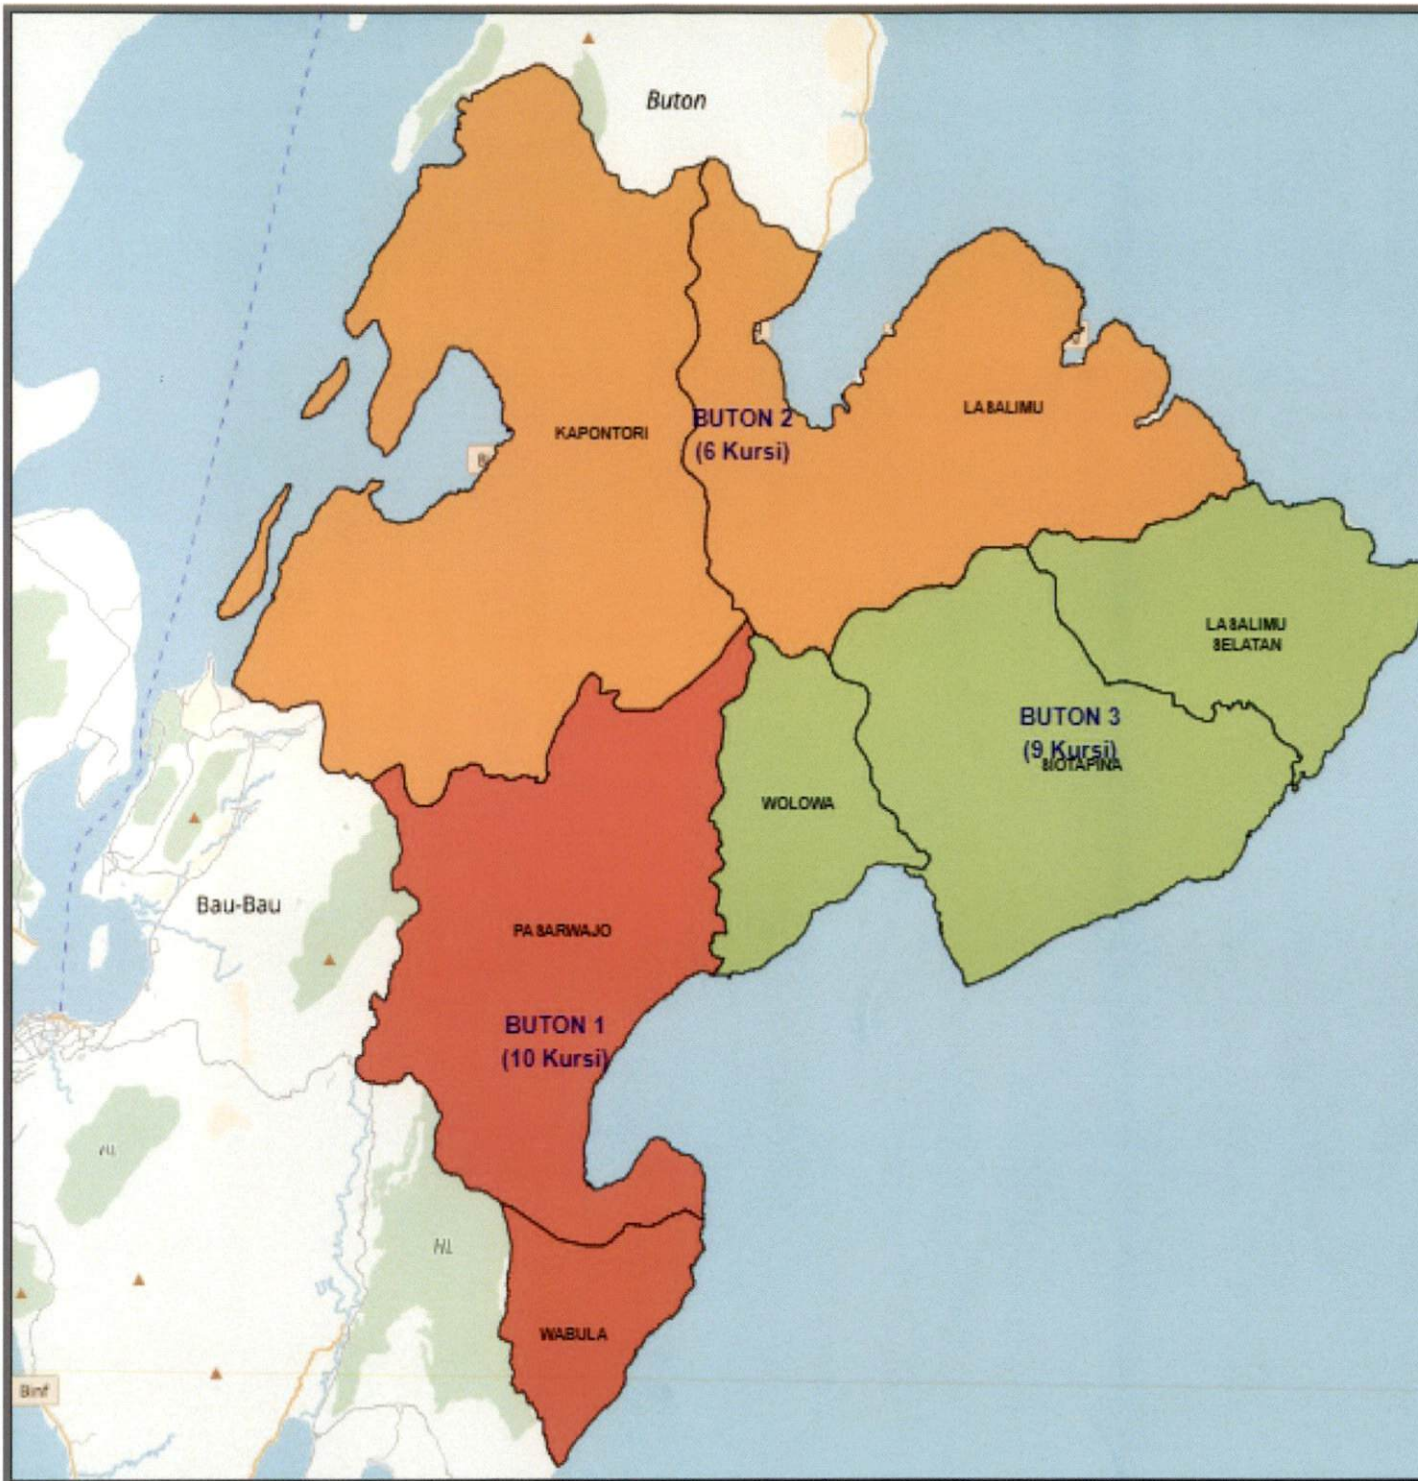 Buton
LASALIMU
BUTON 2
(6 Kursi)
KAPONTORI
LASALIMU
SELATAN
BUTON 3
(9 Kursi)
SIOTAPINA
WOLOWA
Bau-Bau
PASARWAJO
BUTON 1
(10 Kursi)
HL
HL
WABULA
Binf